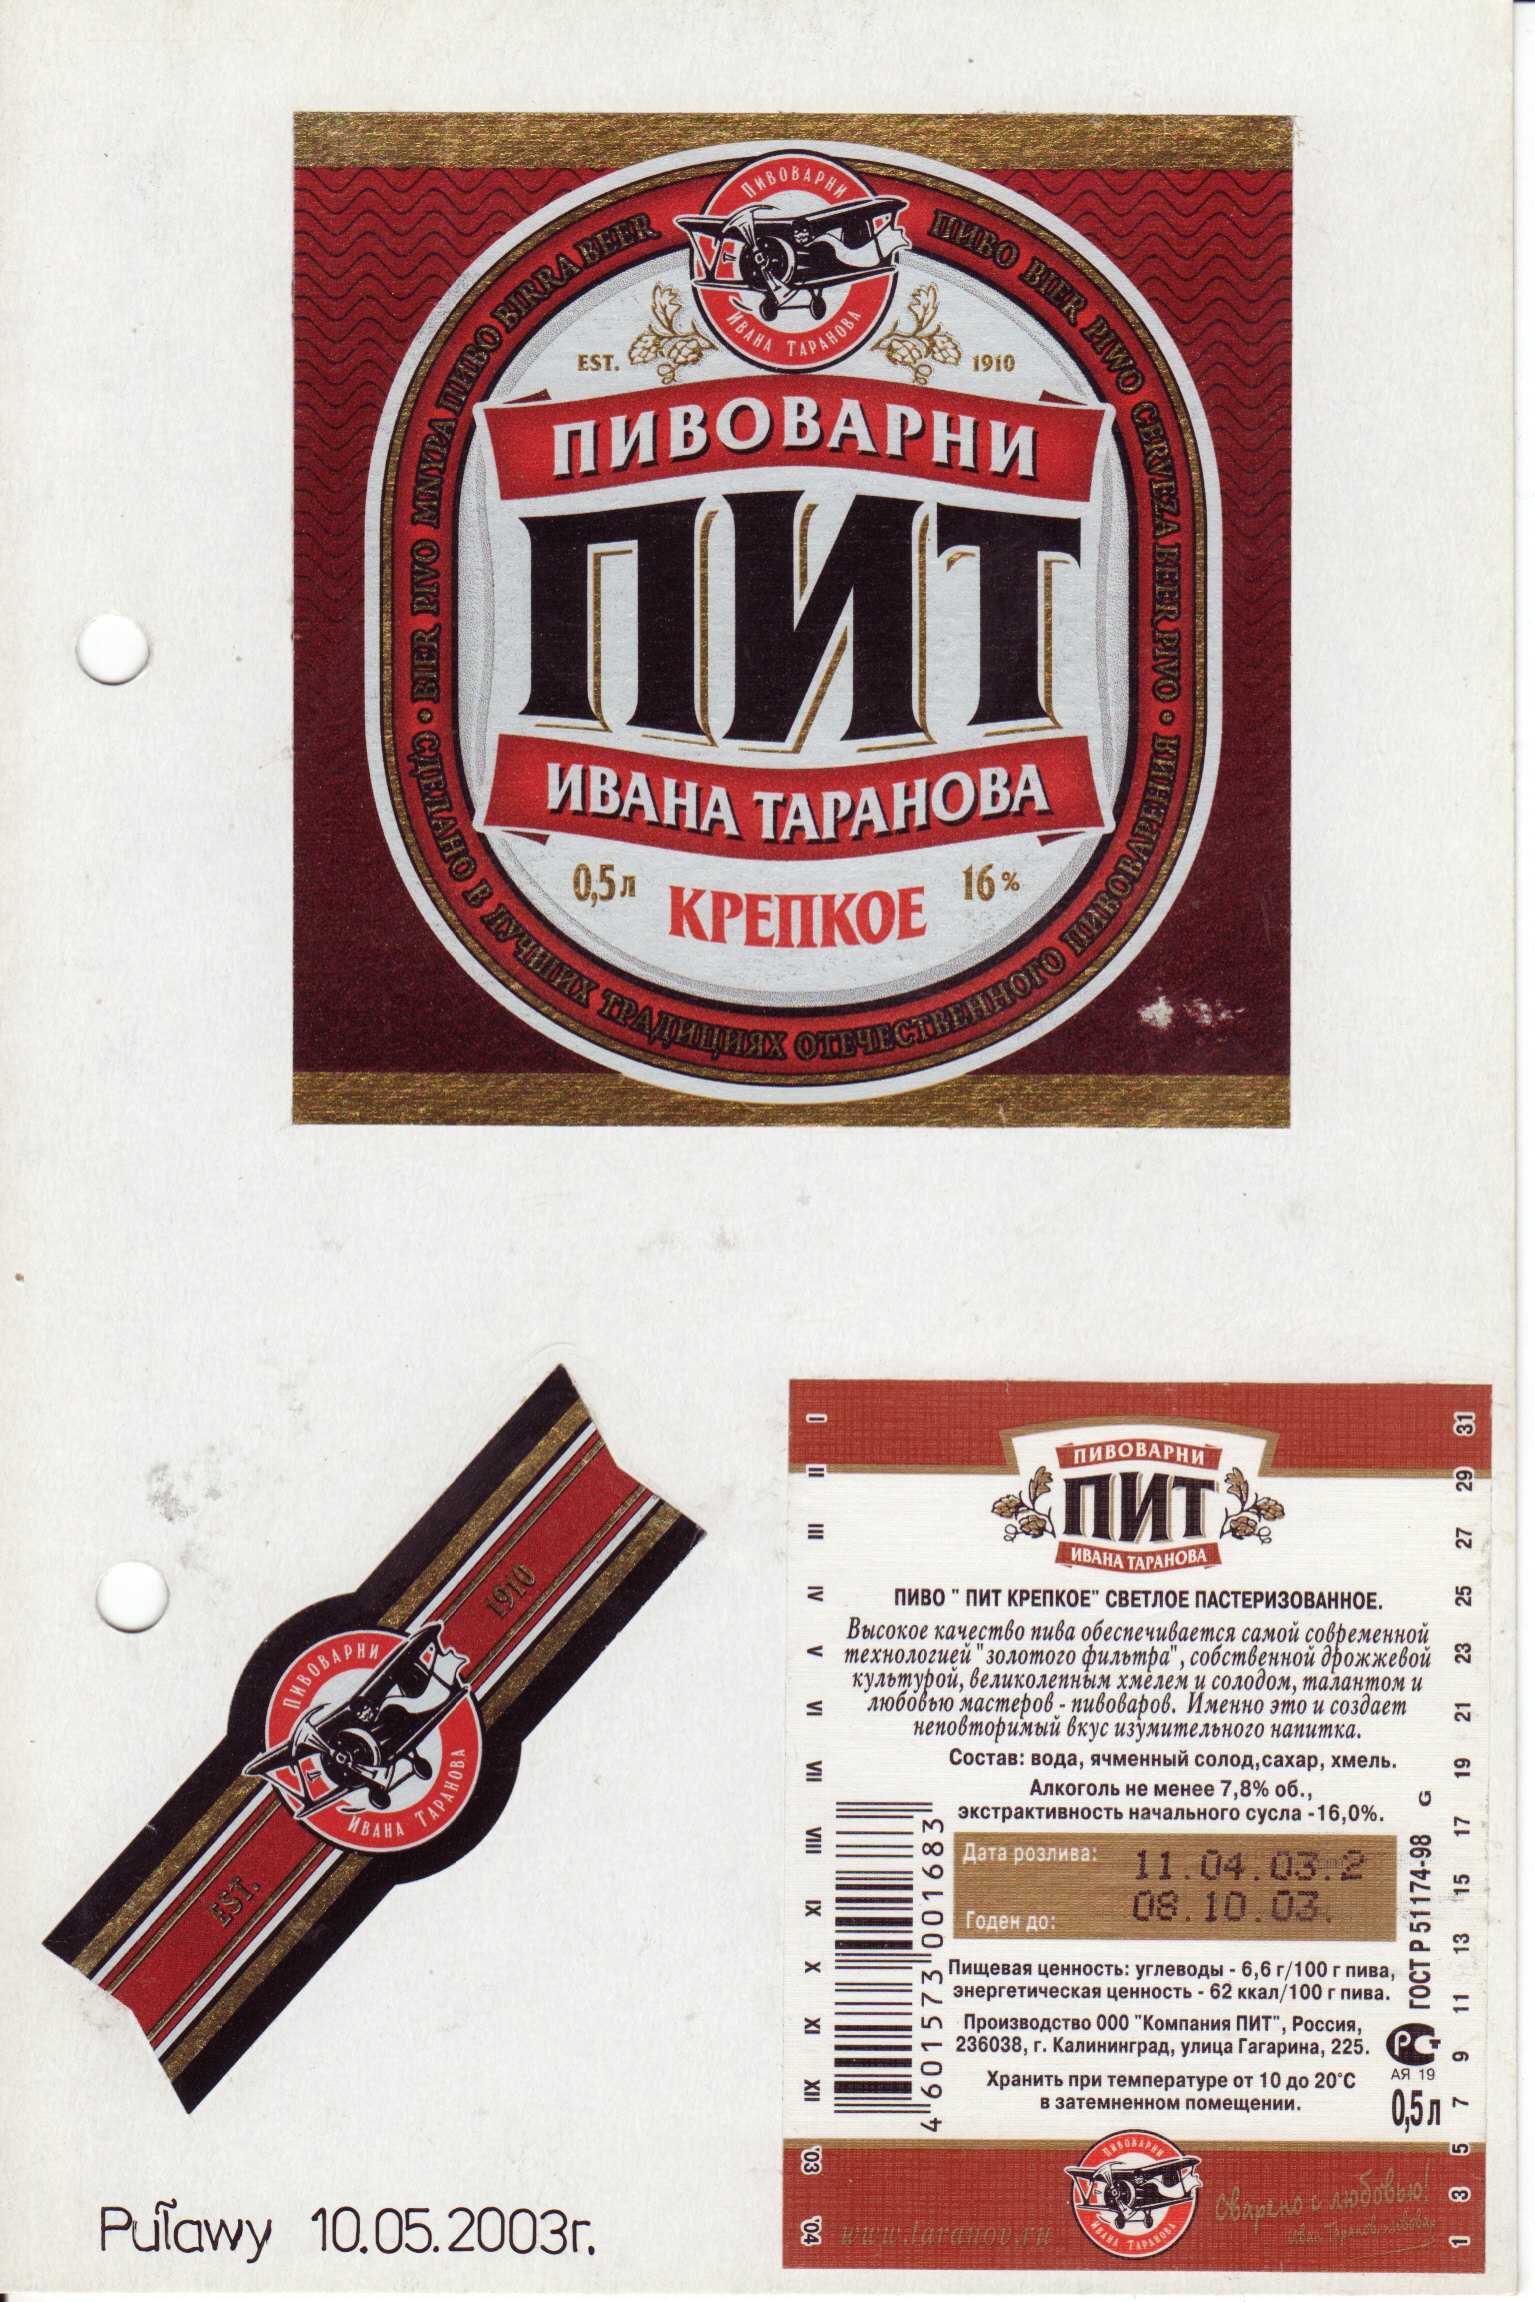 ПИВОВАРНИ
ИВАНА ТАРАНОВА
BIER PIVO MNYPA ПИВО BIRRA BEER
ПИВО BIER PIWO CERVEZA BEER PIVO
EST. 1910
ПИВОВАРНИ
ПИТ
ИВАНА ТАРАНОВА
0,5 л
16 %
КРЕПКОЕ
• СДЕЛАНО В ЛУЧШИХ ТРАДИЦИЯХ ОТЕЧЕСТВЕННОГО ПИВОВАРЕНИЯ •
1910
ПИВОВАРНИ
ИВАНА ТАРАНОВА
EST.
Puławy 10.05.2003r.
I
II
III
IV
V
VI
VII
VIII
IX
X
XI
XII
'03
'04
ПИВОВАРНИ
ПИТ
ИВАНА ТАРАНОВА
ПИВО " ПИТ КРЕПКОЕ" СВЕТЛОЕ ПАСТЕРИЗОВАННОЕ.
Высокое качество пива обеспечивается самой современной
технологией "золотого фильтра", собственной дрожжевой
культурой, великолепным хмелем и солодом, талантом и
любовью мастеров - пивоваров. Именно это и создает
неповторимый вкус изумительного напитка.
Состав: вода, ячменный солод,сахар, хмель.
Алкоголь не менее 7,8% об.,
экстрактивность начального сусла -16,0%.
Дата розлива: 11.04.03.2
Годен до: 08.10.03.
Пищевая ценность: углеводы - 6,6 г/100 г пива,
энергетическая ценность - 62 ккал/100 г пива.
Производство ООО "Компания ПИТ", Россия,
236038, г. Калининград, улица Гагарина, 225.
Хранить при температуре от 10 до 20°С
в затемненном помещении.
4 601573 001683
G
ГОСТ Р 51174-98
РСТ
АЯ 19
0,5 л
31
29
27
25
23
21
19
17
15
13
11
9
7
5
3
1
www.taranov.ru
ПИВОВАРНИ
ИВАНА ТАРАНОВА
Сварено с любовью!
Иван Таранов, пивовар